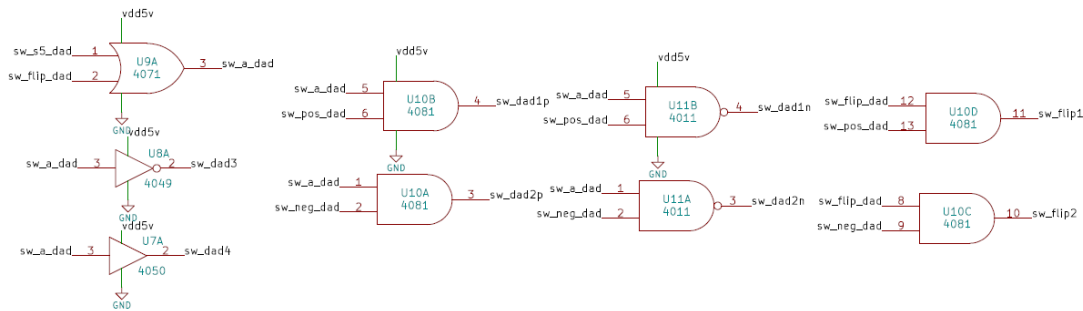 vdd5v
sw_s5_dad 1
U9A
4071
3 sw_a_dad
sw_flip_dad 2
GND
vdd5v
U8A
sw_a_dad 3
2 sw_dad3
4049
GND
vdd5v
U7A
sw_a_dad 3
2 sw_dad4
4050
GND
vdd5v
sw_a_dad 5
U10B
4081
4 sw_dad1p
sw_pos_dad 6
GND
sw_a_dad 1
U10A
4081
3 sw_dad2p
sw_neg_dad 2
vdd5v
sw_a_dad 5
U11B
4011
4 sw_dad1n
sw_pos_dad 6
GND
sw_a_dad 1
U11A
4011
3 sw_dad2n
sw_neg_dad 2
sw_flip_dad 12
U10D
4081
11 sw_flip1
sw_pos_dad 13
sw_flip_dad 8
U10C
4081
10 sw_flip2
sw_neg_dad 9